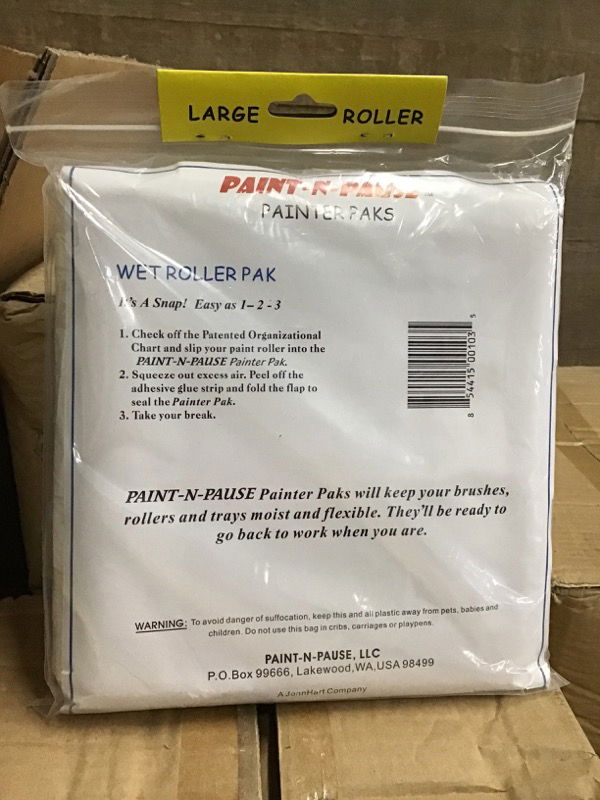 LARGE ROLLER
PAINT-N-PAUSE
PAINTER PAKS
WET ROLLER PAK
It's A Snap! Easy as 1-2-3
1. Check off the Patented Organizational
Chart and slip your paint roller into the
PAINT-N-PAUSE Painter Pak.
2. Squeeze out excess air. Peel off the
adhesive glue strip and fold the flap to
seal the Painter Pak.
3. Take your break.
8 54415 00103 5
PAINT-N-PAUSE Painter Paks will keep your brushes,
rollers and trays moist and flexible. They'll be ready to
go back to work when you are.
WARNING: To avoid danger of suffocation, keep this and all plastic away from pets, babies and
children. Do not use this bag in cribs, carriages or playpens.
PAINT-N-PAUSE, LLC
P.O.Box 99666, Lakewood,WA,USA 98499
A JonnHart Company